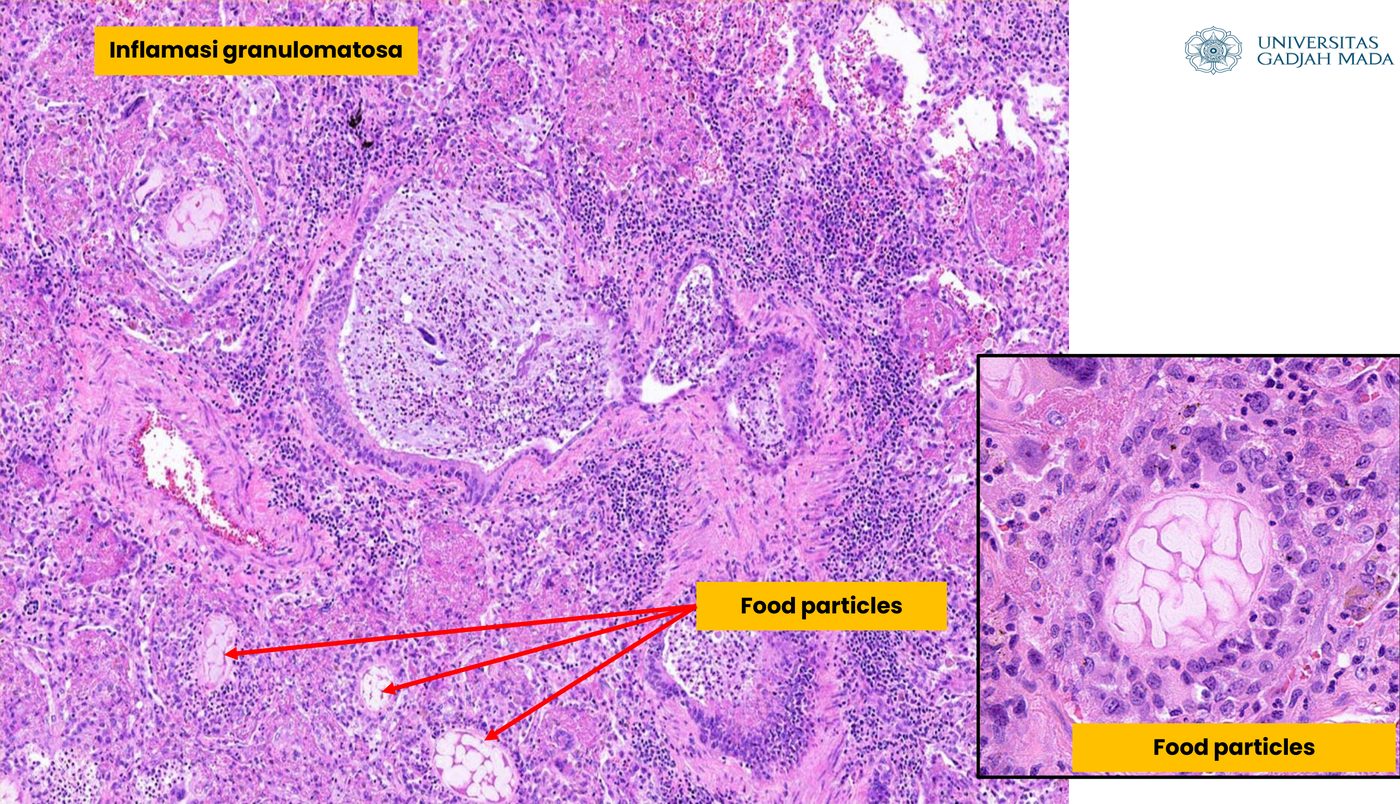 Inflamasi granulomatosa
UNIVERSITAS
GADJAH MADA
Food particles
Food particles